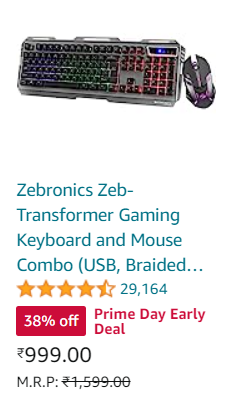 Zebronics Zeb-
Transformer Gaming
Keyboard and Mouse
Combo (USB, Braided…
29,164
38% off Prime Day Early
Deal
₹999.00
M.R.P: ₹1,599.00